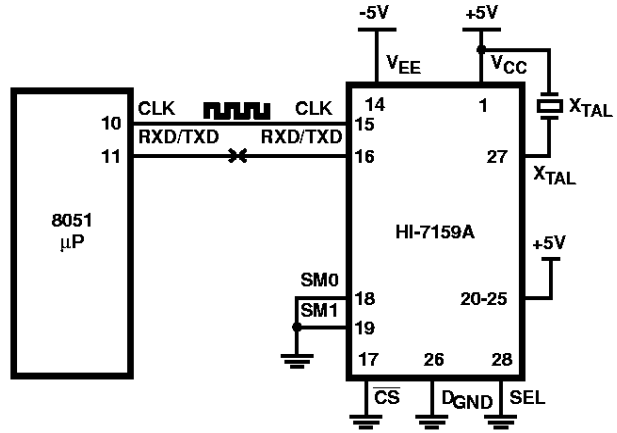 -5V
+5V
VEE
VCC
14
1
XTAL
CLK
CLK
10
15
RXD/TXD
RXD/TXD
11
16
27
XTAL
8051
µP
HI-7159A
+5V
SM0
18
20-25
SM1
19
17
26
28
CS
DGND
SEL